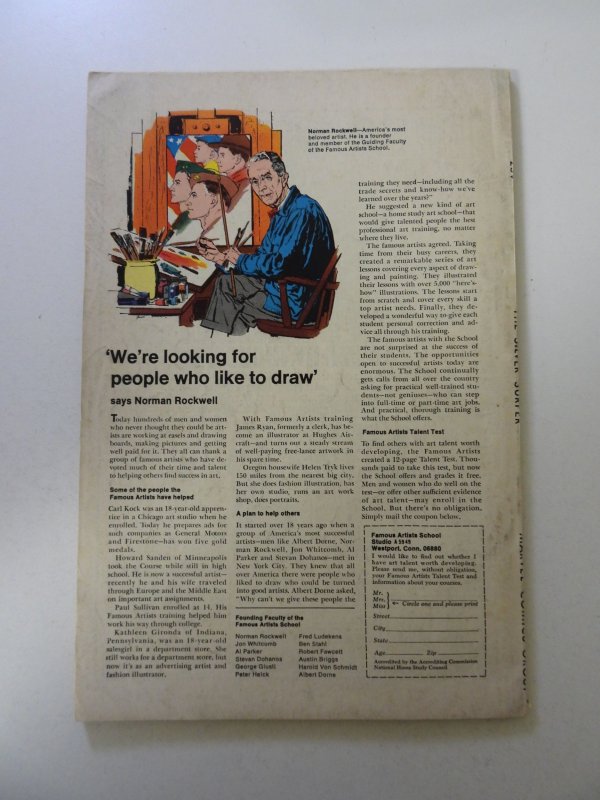 Norman Rockwell—America's most
beloved artist. He is a founder
and member of the Guiding Faculty
of the Famous Artists School.
'We're looking for
people who like to draw'
says Norman Rockwell
Today hundreds of men and women
who never thought they could be art-
ists are working at easels and drawing
boards, making pictures and getting
well paid for it. They all can thank a
group of famous artists who have de-
voted much of their time and talent
to helping others find success in art.
Some of the people the
Famous Artists have helped
Carl Kock was an 18-year-old appren-
tice in a Chicago art studio when he
enrolled. Today he prepares ads for
such companies as General Motors
and Firestone—has won five gold
medals.
Howard Sanden of Minneapolis
took the Course while still in high
school. He is now a successful artist—
recently he and his wife traveled
through Europe and the Middle East
on important art assignments.
Paul Sullivan enrolled at 14. His
Famous Artists training helped him
work his way through college.
Kathleen Gironda of Indiana,
Pennsylvania, was an 18-year-old
salesgirl in a department store. She
still works for a department store, but
now it's as an advertising artist and
fashion illustrator.
With Famous Artists training
James Ryan, formerly a clerk, has be-
come an illustrator at Hughes Air-
craft—and turns out a steady stream
of well-paying free-lance artwork in
his spare time.
Oregon housewife Helen Tryk lives
150 miles from the nearest big city.
But she does fashion illustration, has
her own studio, runs an art work
shop, does portraits.
A plan to help others
It started over 18 years ago when a
group of America's most successful
artists—men like Albert Dorne, Nor-
man Rockwell, Jon Whitcomb, Al
Parker and Stevan Dohanos—met in
New York City. They knew that all
over America there were people who
liked to draw who could be turned
into good artists. Albert Dorne asked,
"Why can't we give these people the
Founding Faculty of the
Famous Artists School
Norman Rockwell
Jon Whitcomb
Al Parker
Stevan Dohanos
George Giusti
Peter Helck
Fred Ludekens
Ben Stahl
Robert Fawcett
Austin Briggs
Harold Von Schmidt
Albert Dorne
training they need—including all the
trade secrets and know-how we've
learned over the years?"
He suggested a new kind of art
school—a home study art school—that
would give talented people the best
professional art training, no matter
where they live.
The famous artists agreed. Taking
time from their busy careers, they
created a remarkable series of art
lessons covering every aspect of draw-
ing and painting. They illustrated
their lessons with over 5,000 "here's-
how" illustrations. The lessons start
from scratch and cover every skill a
top artist needs. Finally, they de-
veloped a wonderful way to give each
student personal correction and ad-
vice all through his training.
The famous artists with the School
are not surprised at the success of
their students. The opportunities
open to successful artists today are
enormous. The School continually
gets calls from all over the country
asking for practical well-trained stu-
dents—not geniuses—who can step
into full-time or part-time art jobs.
And practical, thorough training is
what the School offers.
Famous Artists Talent Test
To find others with art talent worth
developing, the Famous Artists
created a 12-page Talent Test. Thou-
sands paid to take this test, but now
the School offers and grades it free.
Men and women who do well on the
test—or offer other sufficient evidence
of art talent—may enroll in the
School. But there's no obligation.
Simply mail the coupon below.
Famous Artists School
Studio A5945
Westport, Conn. 06880
I would like to find out whether I
have art talent worth developing.
Please send me, without obligation,
your Famous Artists Talent Test and
information about your courses.
Mr.
Mrs.
Miss
Circle one and please print
Street
City
State
Age Zip
Accredited by the Accrediting Commission
National Home Study Council